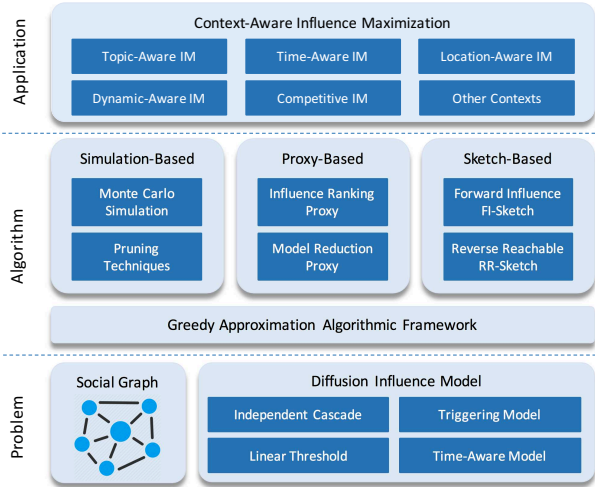 Application
Context-Aware Influence Maximization
Topic-Aware IM
Time-Aware IM
Location-Aware IM
Dynamic-Aware IM
Competitive IM
Other Contexts
Algorithm
Simulation-Based
Monte Carlo
Simulation
Pruning
Techniques
Proxy-Based
Influence Ranking
Proxy
Model Reduction
Proxy
Sketch-Based
Forward Influence
FI-Sketch
Reverse Reachable
RR-Sketch
Greedy Approximation Algorithmic Framework
Problem
Social Graph
Diffusion Influence Model
Independent Cascade
Triggering Model
Linear Threshold
Time-Aware Model